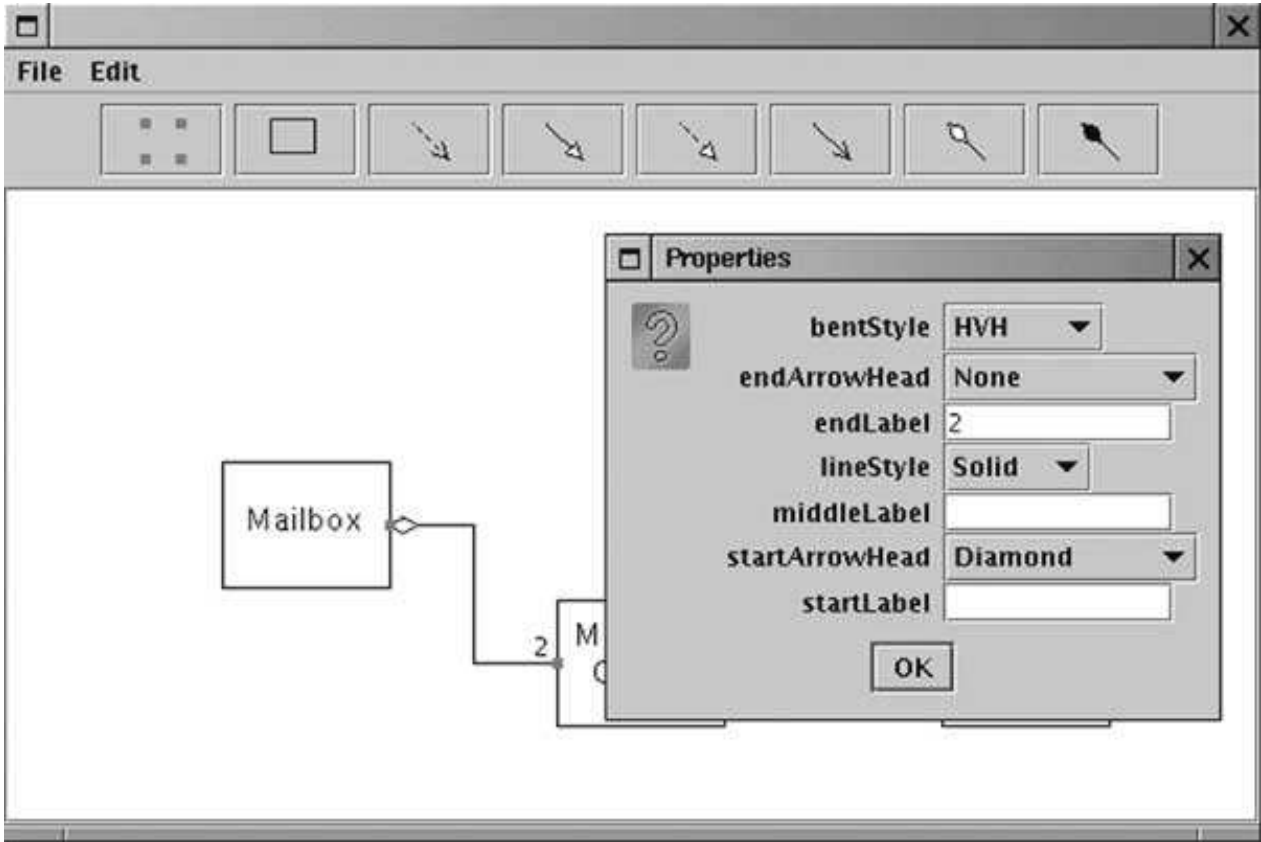 File Edit
Properties
bentStyle HVH
endArrowHead None
endLabel 2
lineStyle Solid
middleLabel
startArrowHead Diamond
startLabel
OK
Mailbox
2
M